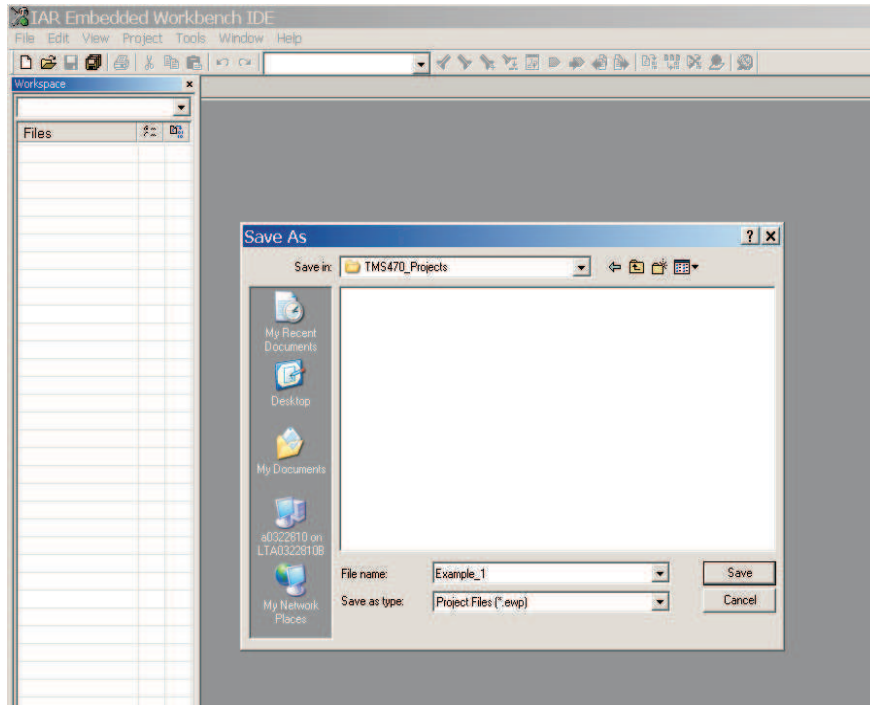 IAR Embedded Workbench IDE
File Edit View Project Tools Window Help
Workspace
Files
Save As
Save in: TMS470_Projects
My Recent
Documents
Desktop
My Documents
a0322810 on
LTA0322810B
My Network
Places
File name: Example_1 Save
Save as type: Project Files (*.ewp) Cancel